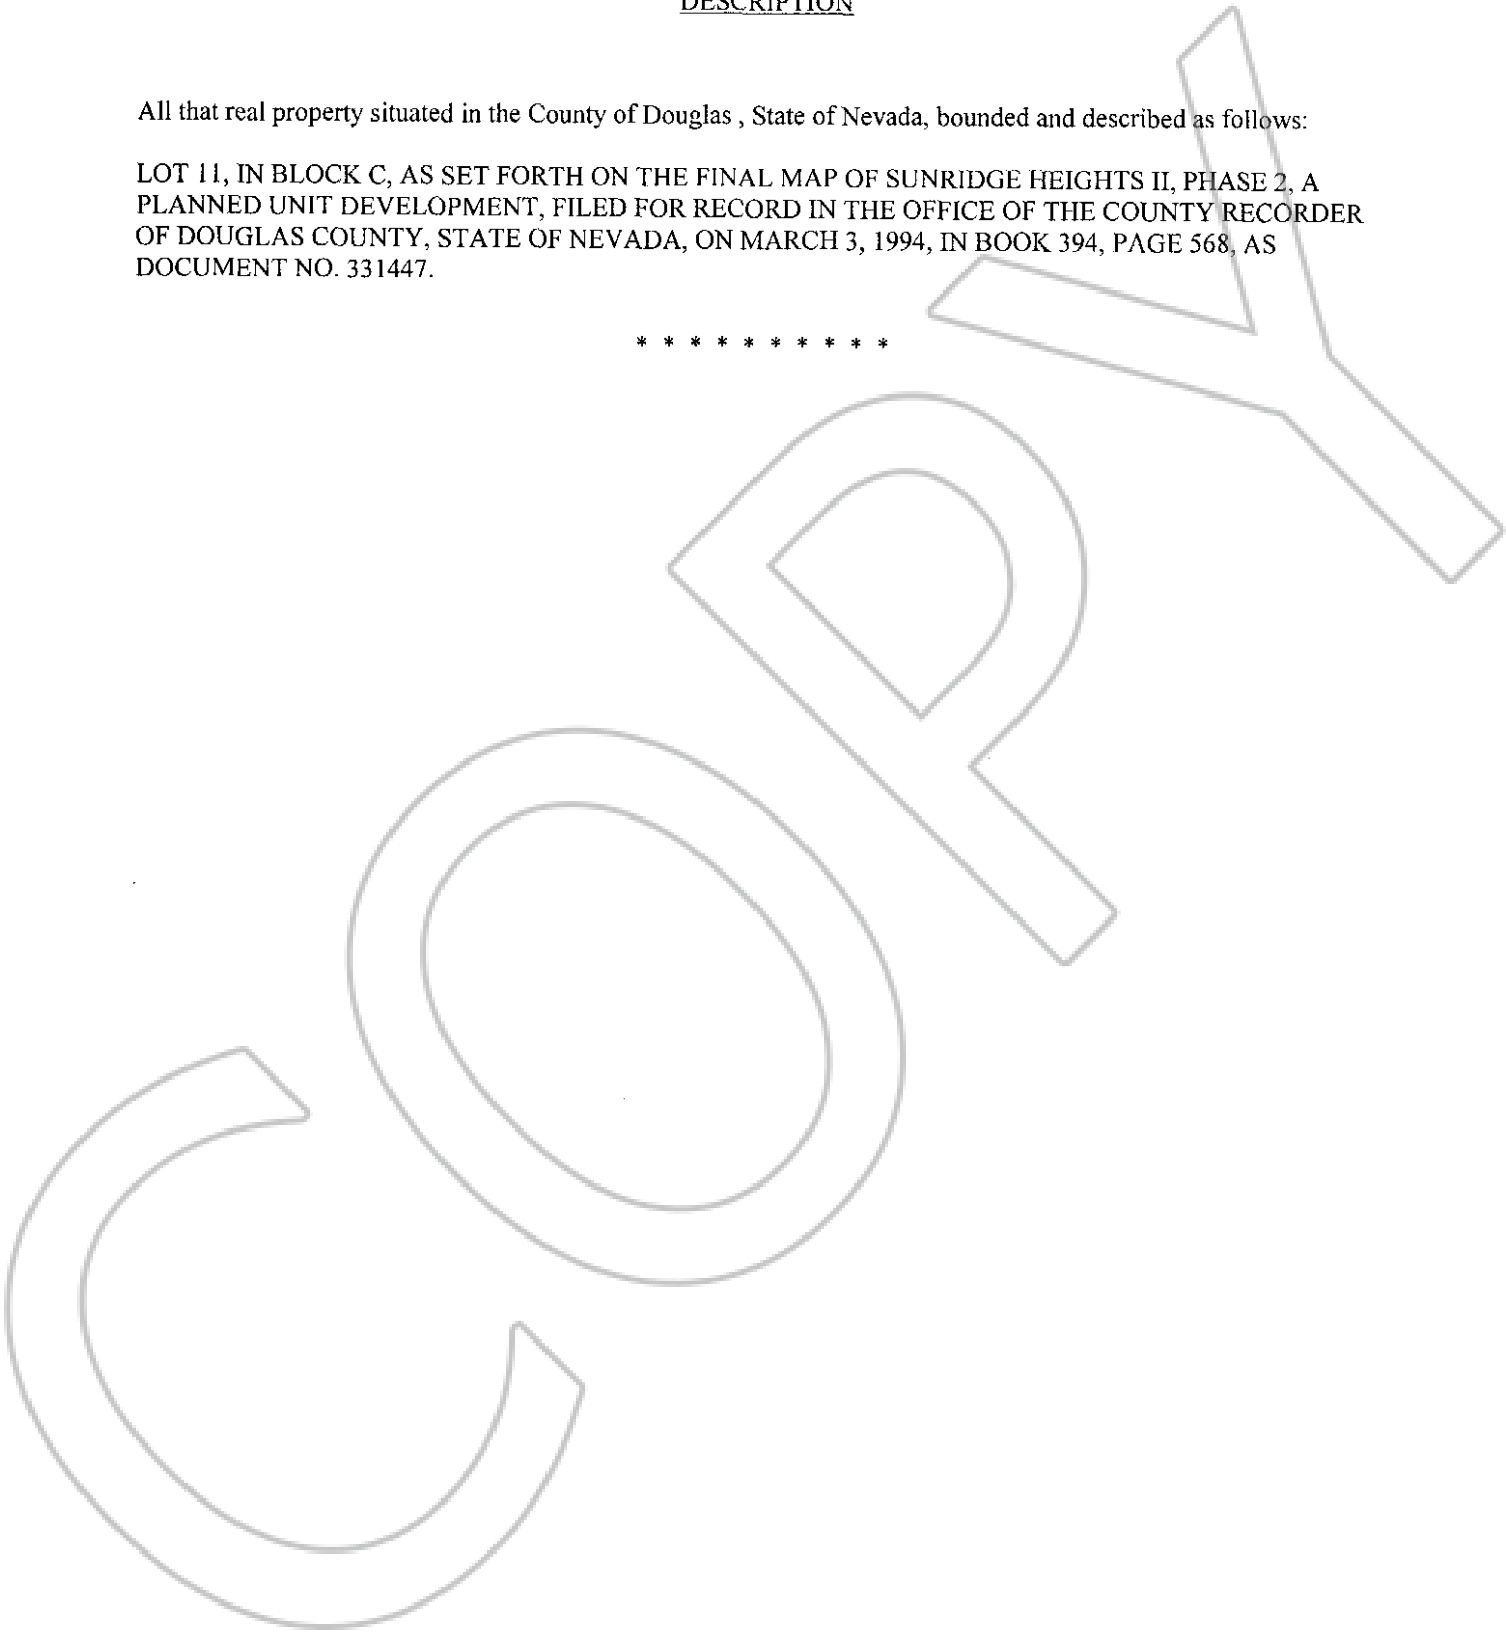 DESCRIPTION
All that real property situated in the County of Douglas , State of Nevada, bounded and described as follows:
LOT 11, IN BLOCK C, AS SET FORTH ON THE FINAL MAP OF SUNRIDGE HEIGHTS II, PHASE 2, A
PLANNED UNIT DEVELOPMENT, FILED FOR RECORD IN THE OFFICE OF THE COUNTY RECORDER
OF DOUGLAS COUNTY, STATE OF NEVADA, ON MARCH 3, 1994, IN BOOK 394, PAGE 568, AS
DOCUMENT NO. 331447.
* * * * * * * * * *
COPY